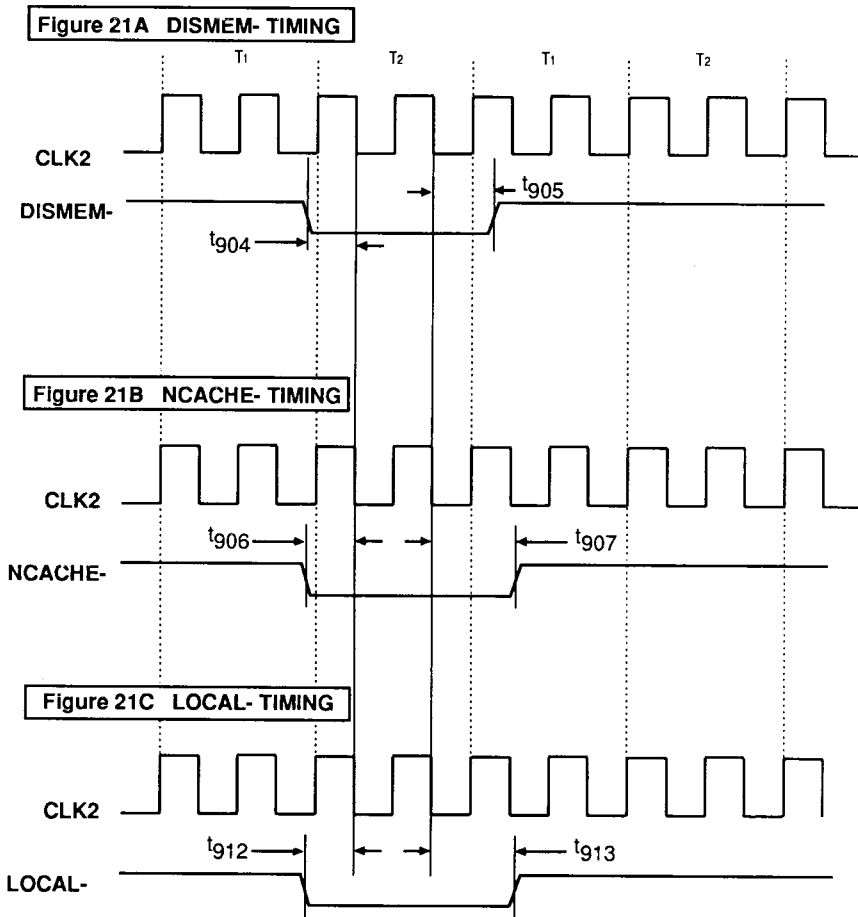 Figure 21A DISMEM- TIMING
T1 T2 T1 T2
CLK2
t905
DISMEM-
t904
Figure 21B NCACHE- TIMING
CLK2
t906 t907
NCACHE-
Figure 21C LOCAL- TIMING
CLK2
t912 t913
LOCAL-